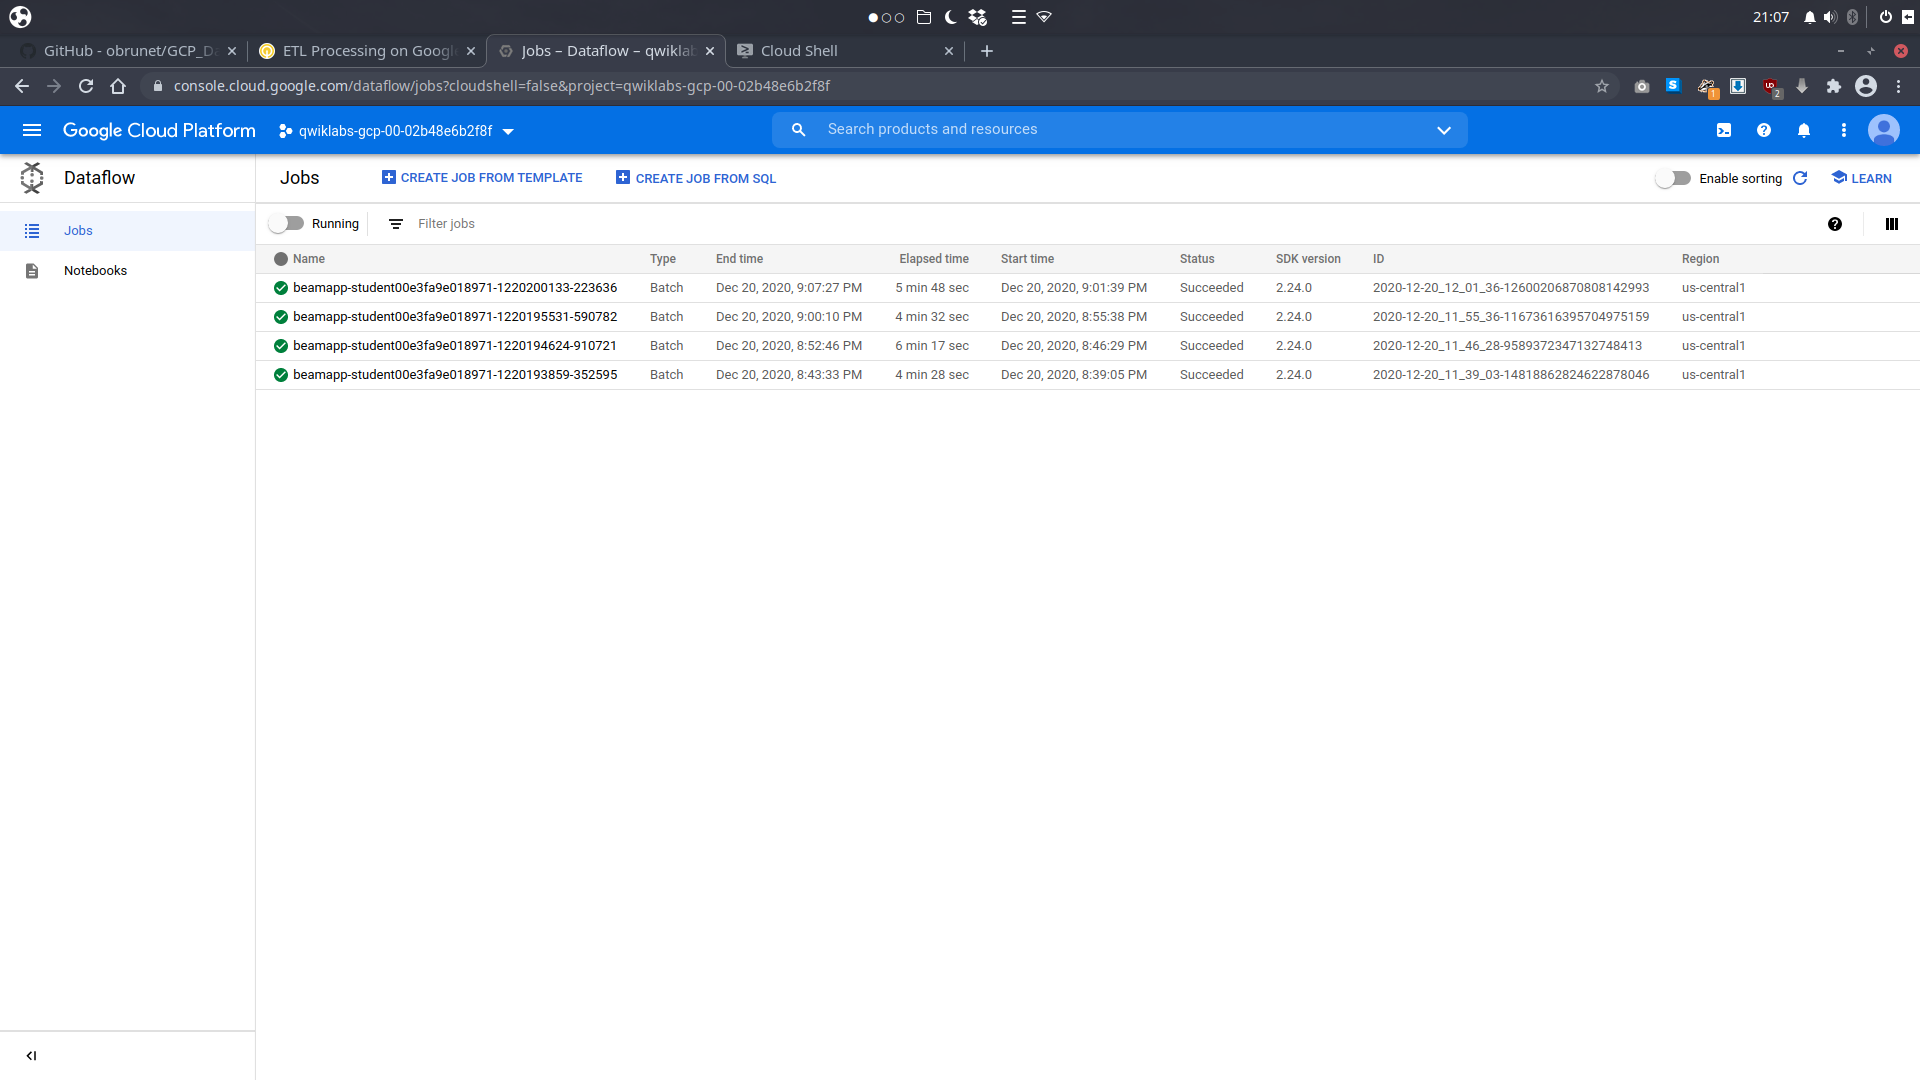 21:07
GitHub - obrunet/GCP_Da
ETL Processing on Google
Jobs – Dataflow – qwiklab
Cloud Shell
console.cloud.google.com/dataflow/jobs?cloudshell=false&project=qwiklabs-gcp-00-02b48e6b2f8f
1
2
Google Cloud Platform
qwiklabs-gcp-00-02b48e6b2f8f
Search products and resources
Dataflow
Jobs
CREATE JOB FROM TEMPLATE
CREATE JOB FROM SQL
Enable sorting
LEARN
Jobs
Notebooks
Running
Filter jobs
Name Type End time Elapsed time Start time Status SDK version ID Region
beamapp-student00e3fa9e018971-1220200133-223636 Batch Dec 20, 2020, 9:07:27 PM 5 min 48 sec Dec 20, 2020, 9:01:39 PM Succeeded 2.24.0 2020-12-20_12_01_36-12600206870808142993 us-central1
beamapp-student00e3fa9e018971-1220195531-590782 Batch Dec 20, 2020, 9:00:10 PM 4 min 32 sec Dec 20, 2020, 8:55:38 PM Succeeded 2.24.0 2020-12-20_11_55_36-11673616395704975159 us-central1
beamapp-student00e3fa9e018971-1220194624-910721 Batch Dec 20, 2020, 8:52:46 PM 6 min 17 sec Dec 20, 2020, 8:46:29 PM Succeeded 2.24.0 2020-12-20_11_46_28-9589372347132748413 us-central1
beamapp-student00e3fa9e018971-1220193859-352595 Batch Dec 20, 2020, 8:43:33 PM 4 min 28 sec Dec 20, 2020, 8:39:05 PM Succeeded 2.24.0 2020-12-20_11_39_03-14818862824622878046 us-central1